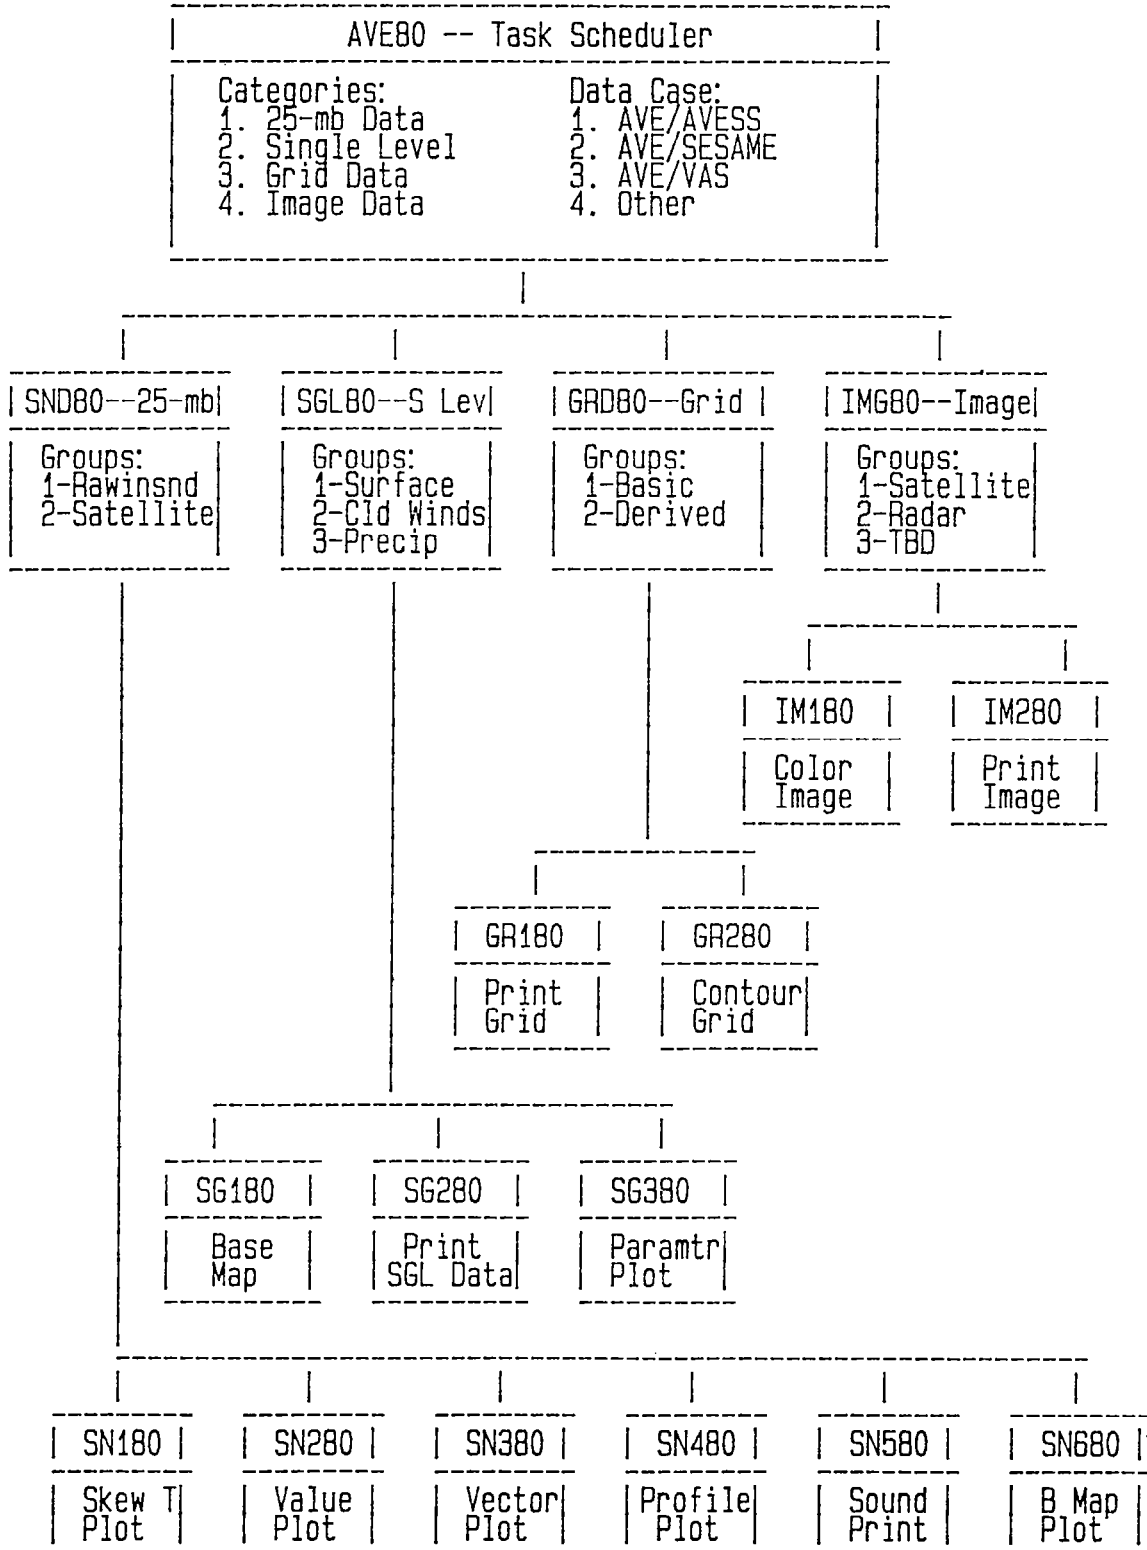 AVE80 -- Task Scheduler
Categories: Data Case:
1. 25-mb Data 1. AVE/AVESS
2. Single Level 2. AVE/SESAME
3. Grid Data 3. AVE/VAS
4. Image Data 4. Other
SND80--25-mb SGL80--S Lev GRD80--Grid IMG80--Image
Groups: Groups: Groups: Groups:
1-Rawinsnd 1-Surface 1-Basic 1-Satellite
2-Satellite 2-Cld Winds 2-Derived 2-Radar
3-Precip 3-TBD
IM180 IM280
Color Print
Image Image
GR180 GR280
Print Contour
Grid Grid
SG180 SG280 SG380
Base Print Paramtr
Map SGL Data Plot
SN180 SN280 SN380 SN480 SN580 SN680
Skew T Value Vector Profile Sound B Map
Plot Plot Plot Plot Print Plot